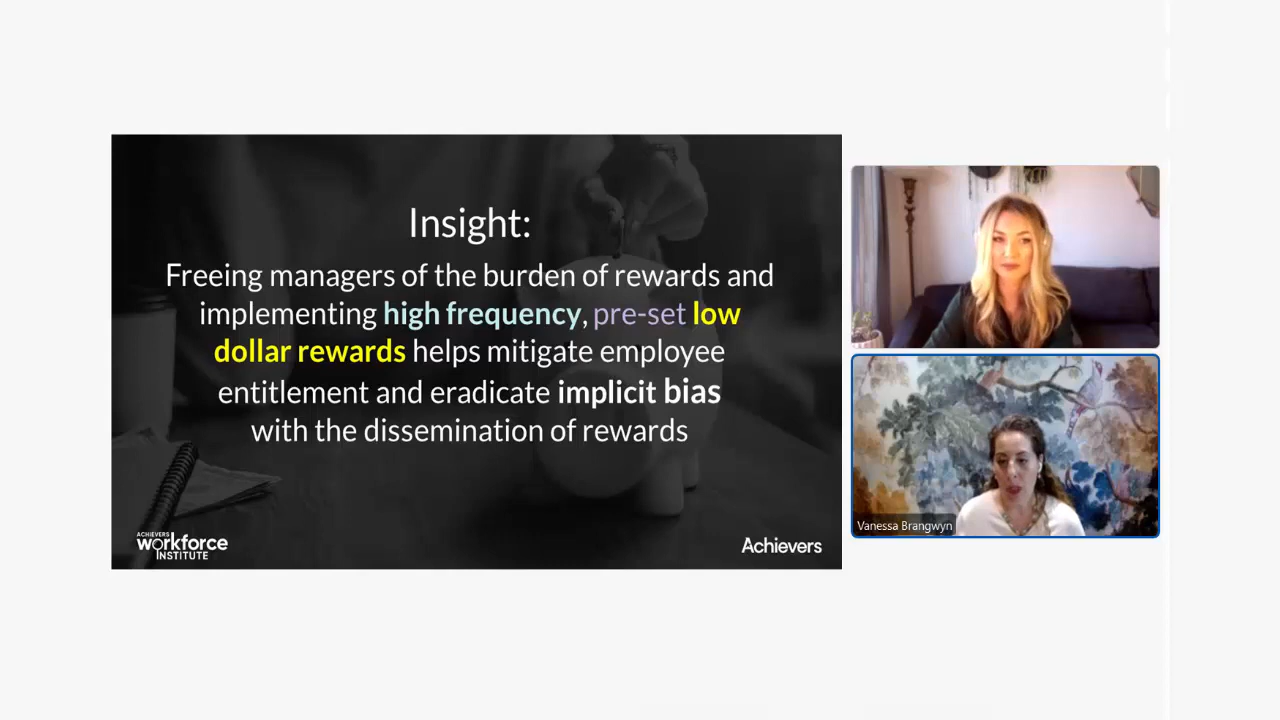 Insight:
Freeing managers of the burden of rewards and
implementing high frequency, pre-set low
dollar rewards helps mitigate employee
entitlement and eradicate implicit bias
with the dissemination of rewards
ACHIEVERS
workforce
INSTITUTE
Achievers
Vanessa Brangwyn